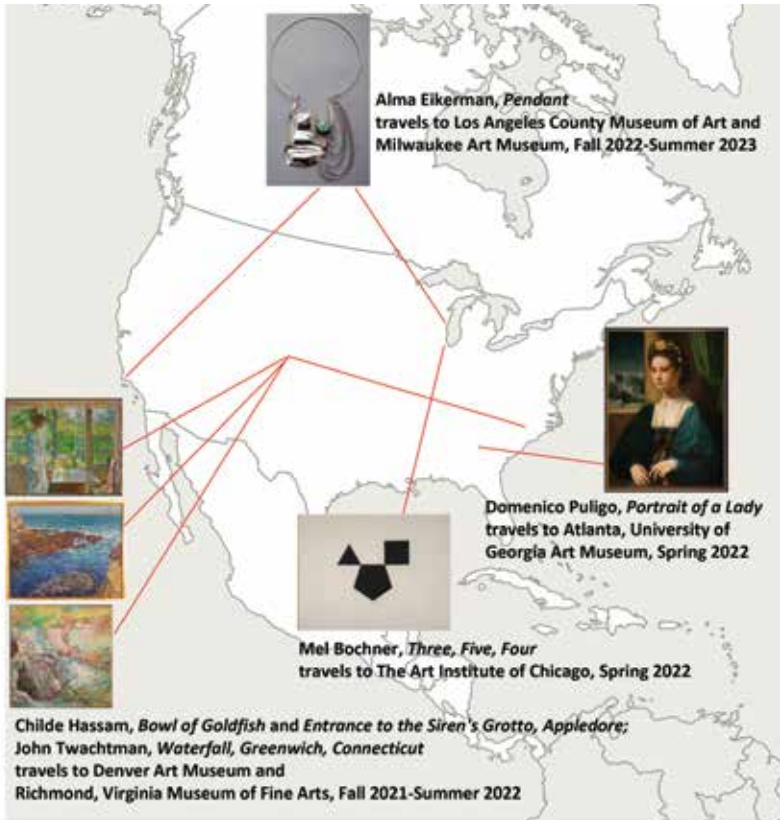 Alma Eikerman, Pendant
travels to Los Angeles County Museum of Art and
Milwaukee Art Museum, Fall 2022-Summer 2023
Domenico Puligo, Portrait of a Lady
travels to Atlanta, University of
Georgia Art Museum, Spring 2022
Mel Bochner, Three, Five, Four
travels to The Art Institute of Chicago, Spring 2022
Childe Hassam, Bowl of Goldfish and Entrance to the Siren's Grotto, Appledore;
John Twachtman, Waterfall, Greenwich, Connecticut
travels to Denver Art Museum and
Richmond, Virginia Museum of Fine Arts, Fall 2021-Summer 2022